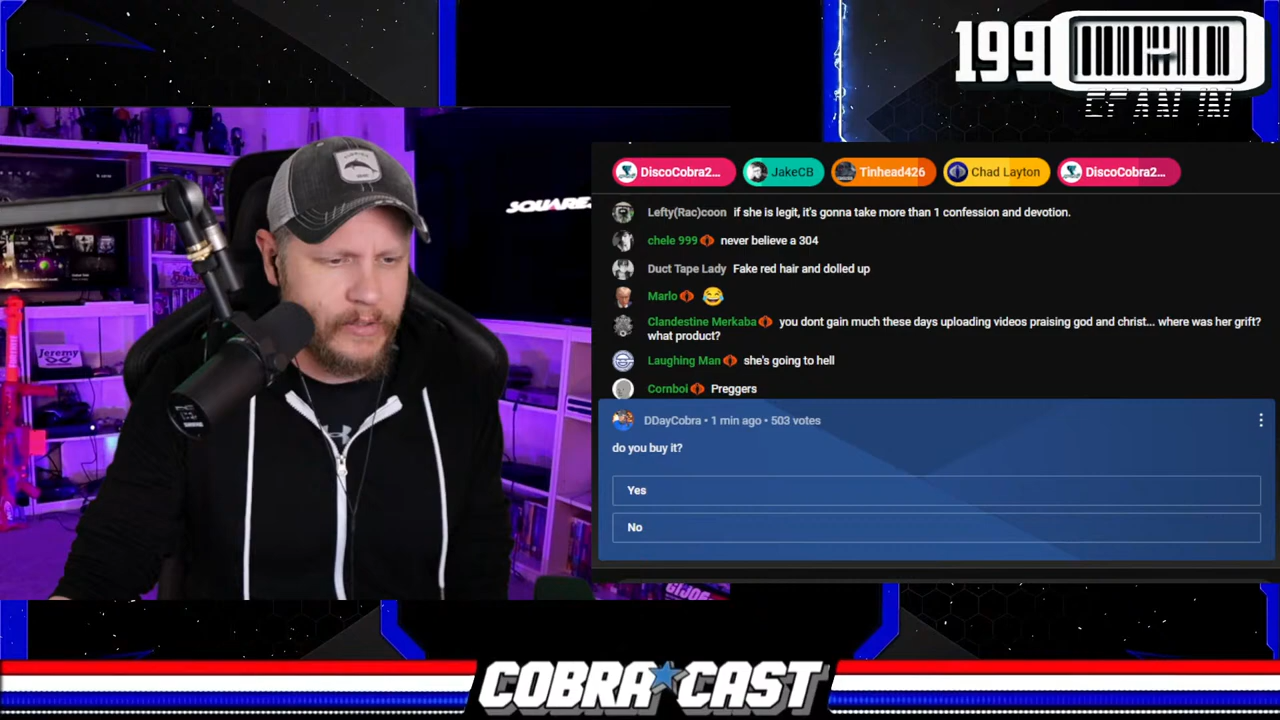 199
SQUARE
DiscoCobra2... JakeCB Tinhead426 Chad Layton DiscoCobra2...
Lefty(Rac)coon if she is legit, it's gonna take more than 1 confession and devotion.
chele 999 never believe a 304
Duct Tape Lady Fake red hair and dolled up
Marlo 😂
Clandestine Merkaba you dont gain much these days uploading videos praising god and christ... where was her grift?
what product?
Laughing Man she's going to hell
Cornboi Preggers
DDayCobra • 1 min ago • 503 votes
do you buy it?
Yes
No
Jeremy
GIJOE
COBRA CAST